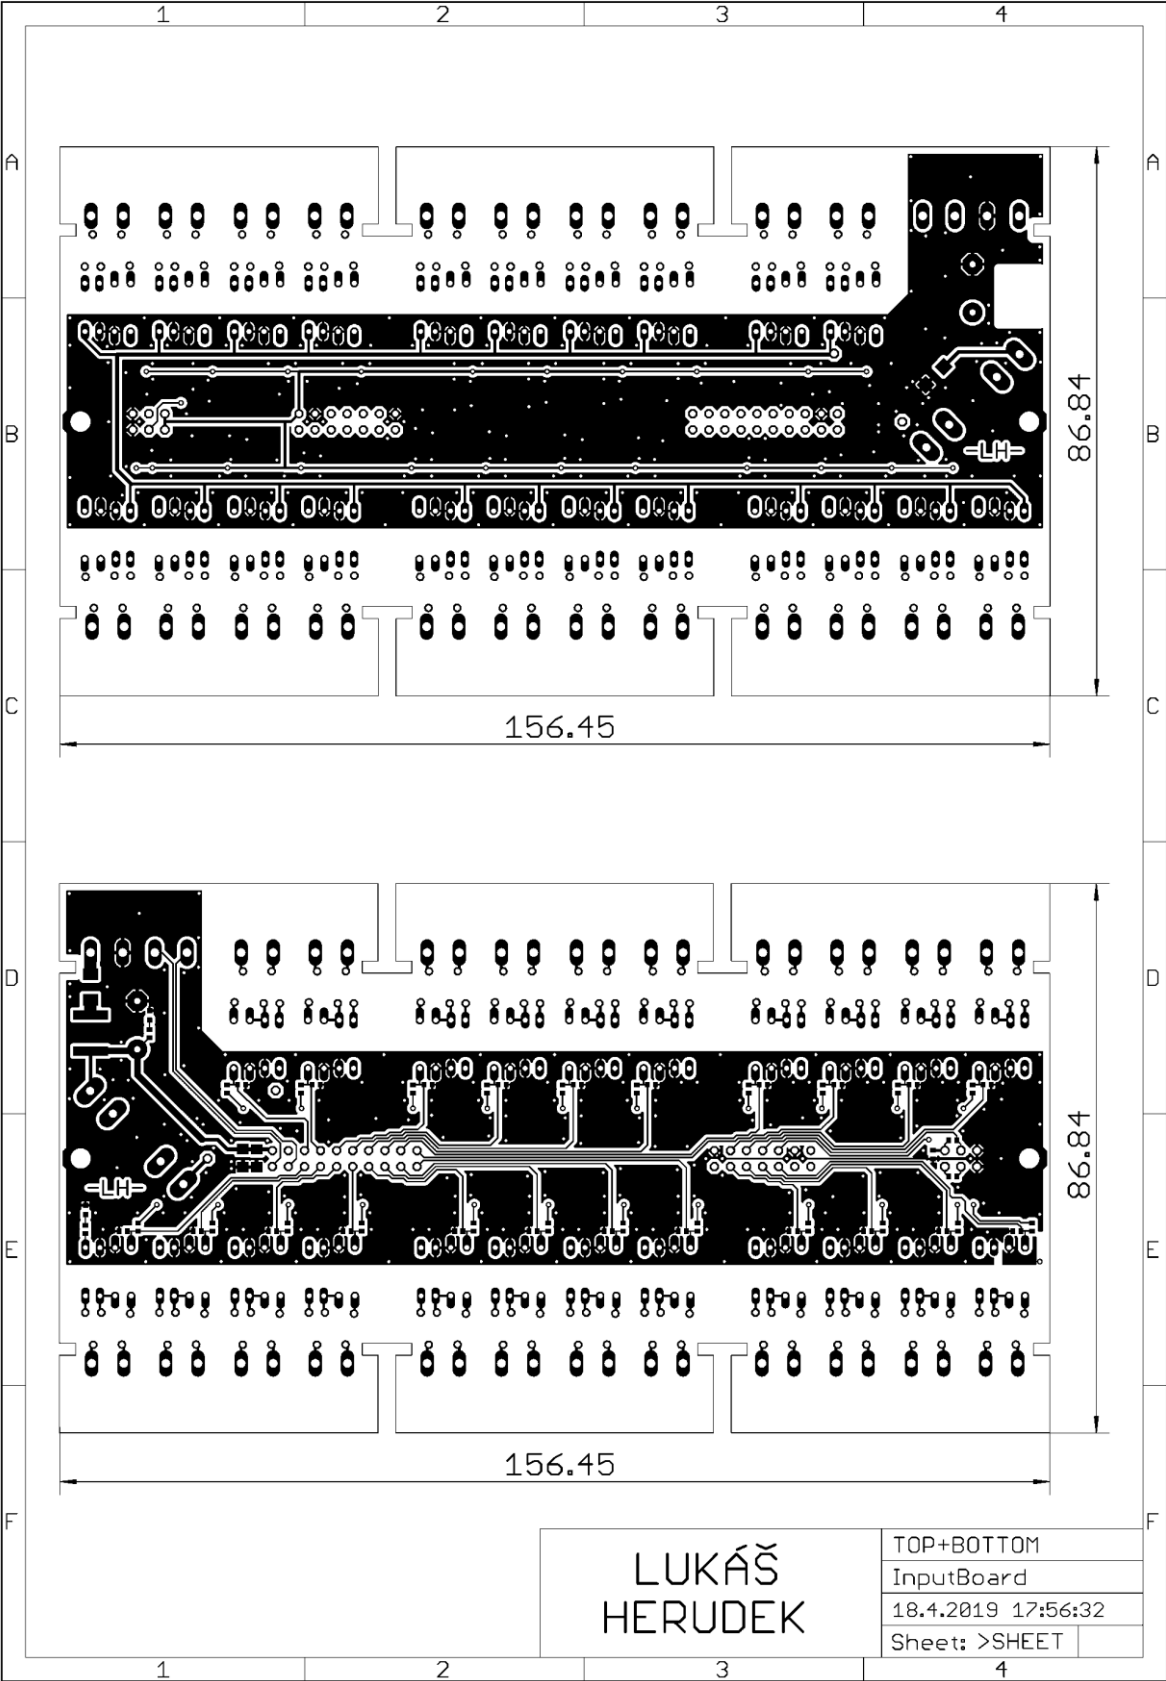 1 2 3 4
A A
86.84
B B
-LH-
C C
156.45
D D
86.84
-LH-
E E
156.45
F F
LUKÁŠ
HERUDEK
TOP+BOTTOM
InputBoard
18.4.2019 17:56:32
Sheet: >SHEET
1 2 3 4